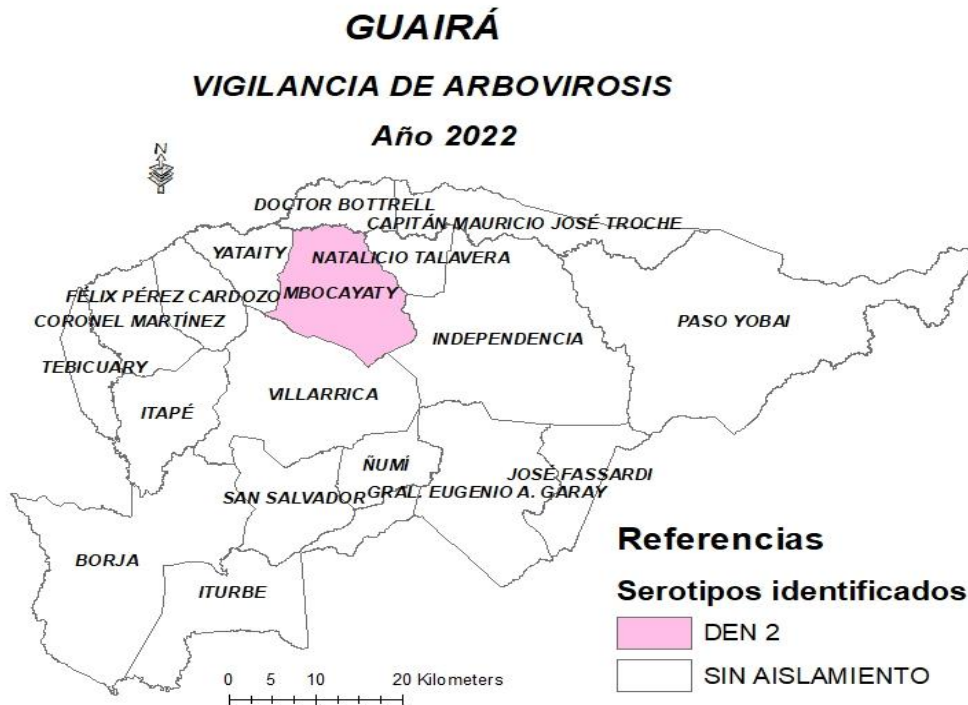 GUAIRÁ
VIGILANCIA DE ARBOVIROSIS
Año 2022
N
DOCTOR BOTTRELL
CAPITÁN MAURICIO JOSÉ TROCHE
YATAITY
NATALICIO TALAVERA
FÉLIX PÉREZ CARDOZO
MBOCAYATY
CORONEL MARTÍNEZ
PASO YOBAI
INDEPENDENCIA
TEBICUARY
VILLARRICA
ITAPÉ
ÑUMÍ
JOSÉ FASSARDI
SAN SALVADOR
GRAL. EUGENIO A. GARAY
BORJA
ITURBE
Referencias
Serotipos identificados
DEN 2
SIN AISLAMIENTO
0 5 10 20 Kilometers